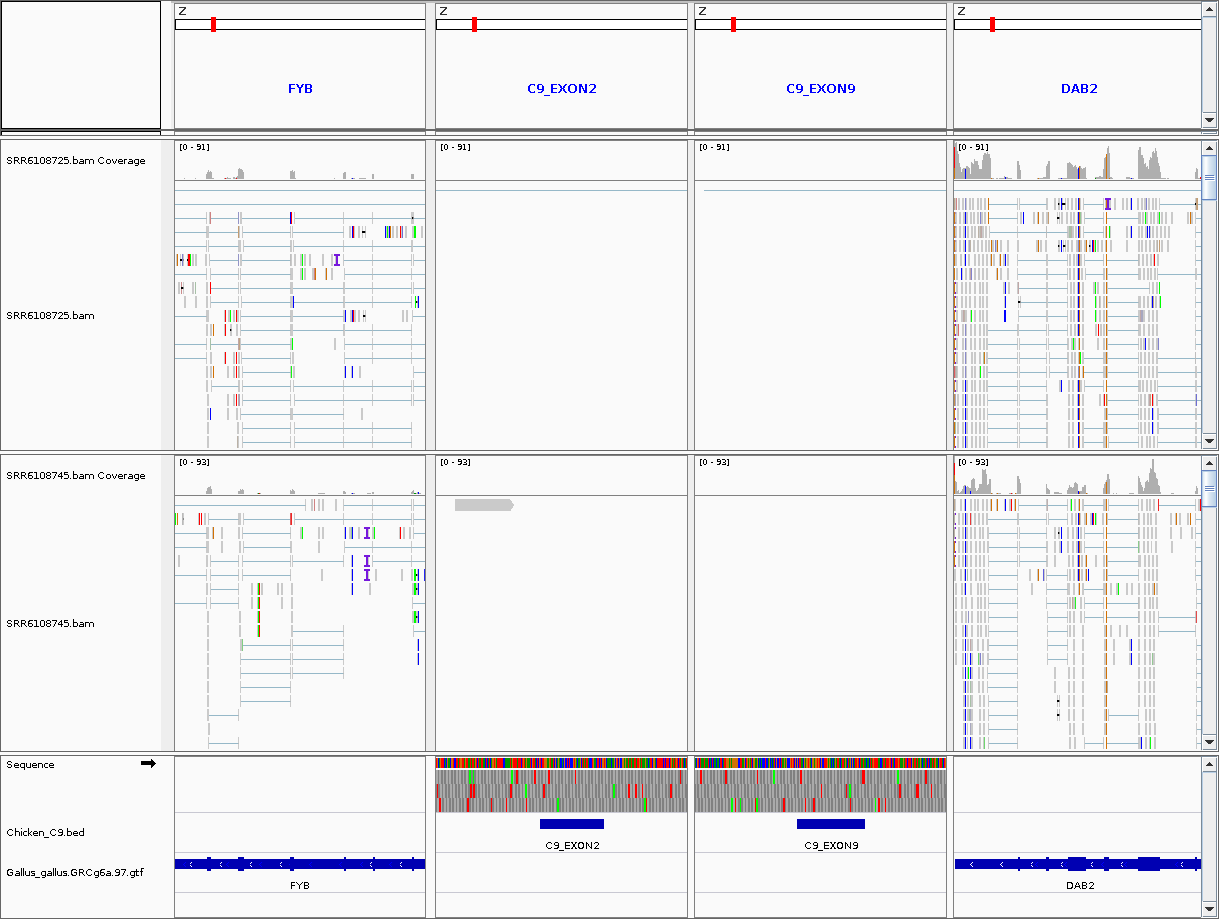 Z Z Z Z
FYB C9_EXON2 C9_EXON9 DAB2
SRR6108725.bam Coverage
[0 - 91] [0 - 91] [0 - 91] [0 - 91]
SRR6108725.bam
SRR6108745.bam Coverage
[0 - 93] [0 - 93] [0 - 93] [0 - 93]
SRR6108745.bam
Sequence
Chicken_C9.bed
C9_EXON2 C9_EXON9
Gallus_gallus.GRCg6a.97.gtf
FYB DAB2